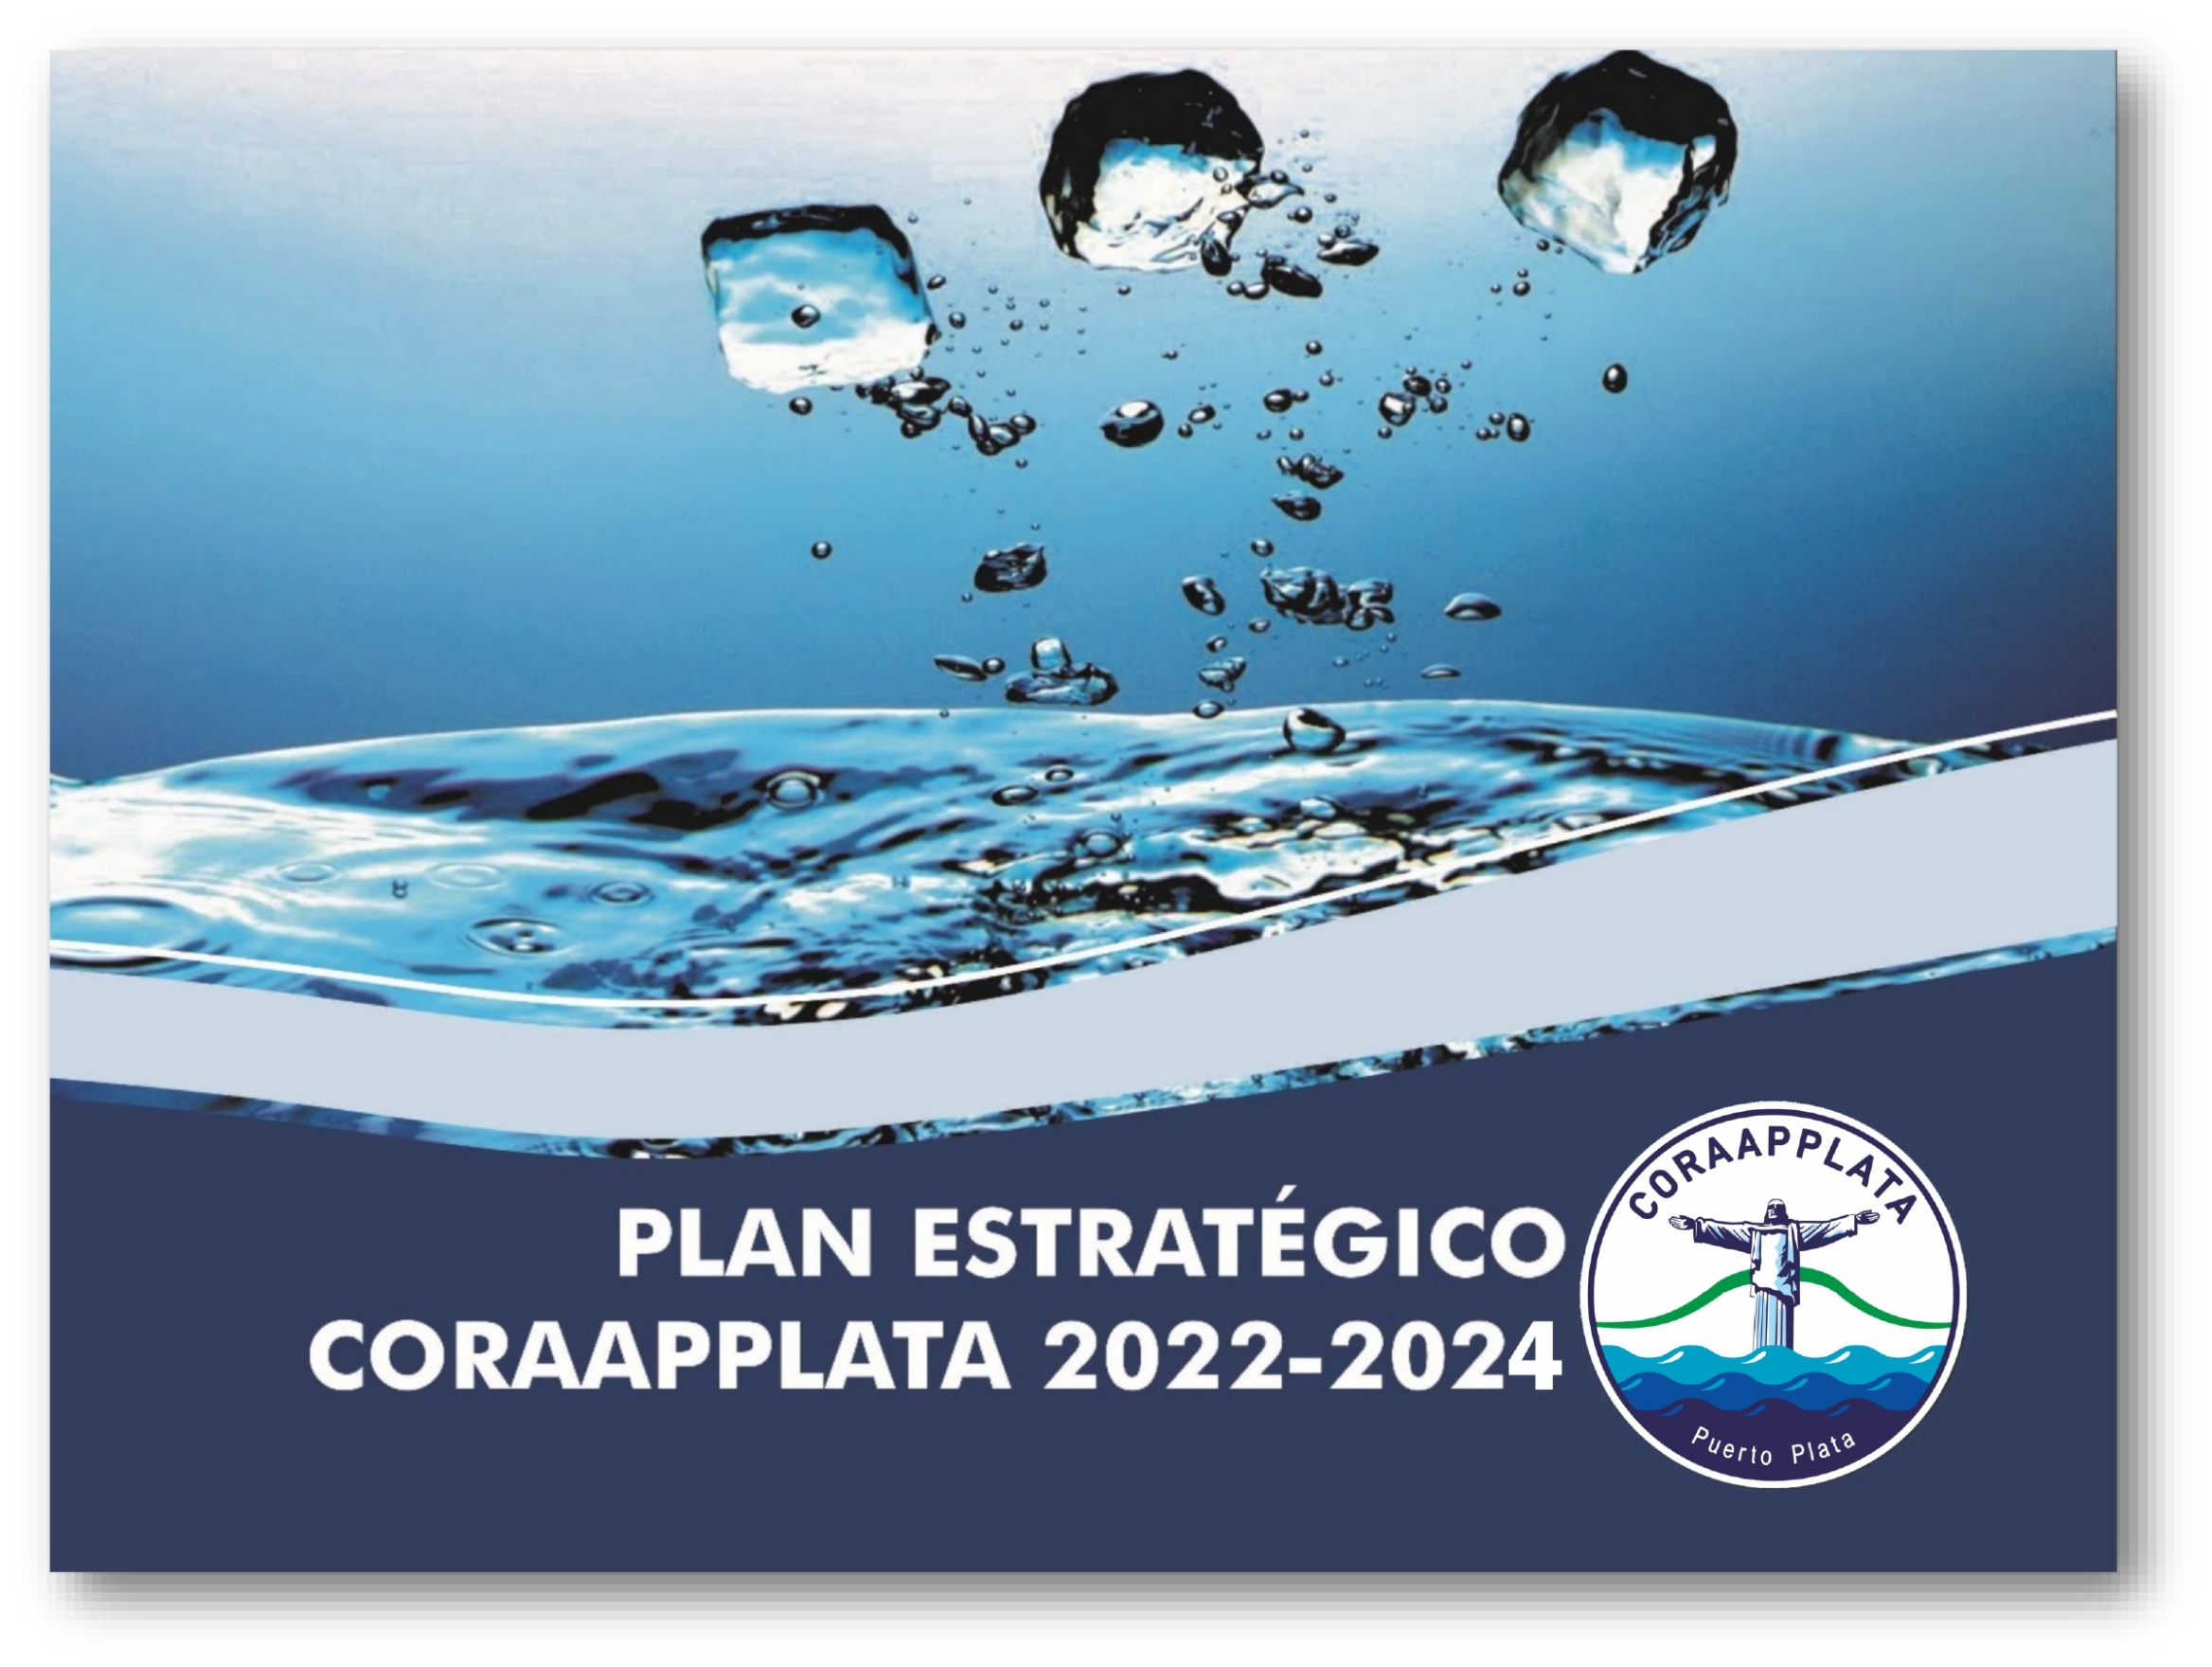 PLAN ESTRATÉGICO
CORAAPPLATA 2022-2024
CORAAPPLATA
Puerto Plata